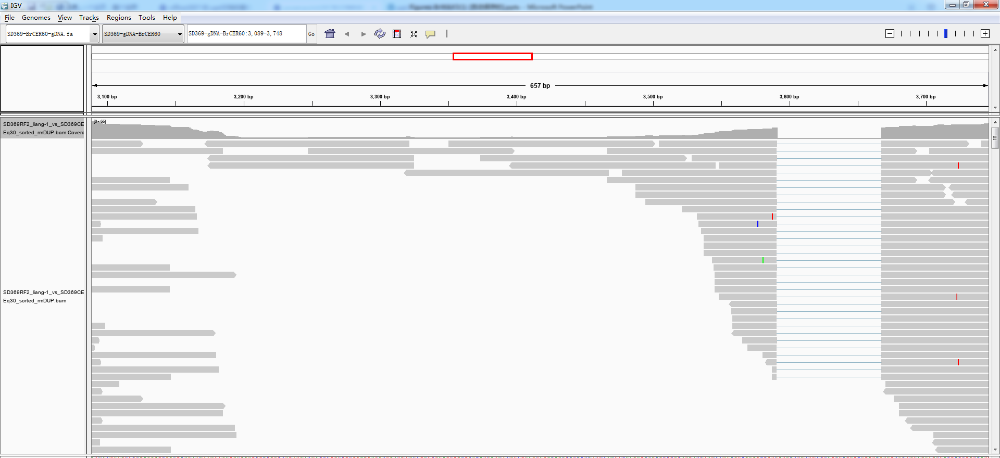 IGV
File Genomes View Tracks Regions Tools Help
SD369-BrCER60-gDNA.fa SD369-gDNA-BrCER60 SD369-gDNA-BrCER60:3,089-3,748 Go
657 bp
3,100 bp 3,200 bp 3,300 bp 3,400 bp 3,500 bp 3,600 bp 3,700 bp
[0 - 66]
SD369RF2_liang-1_vs_SD369CE
Eq30_sorted_rmDUP.bam Covera
SD369RF2_liang-1_vs_SD369CE
Eq30_sorted_rmDUP.bam